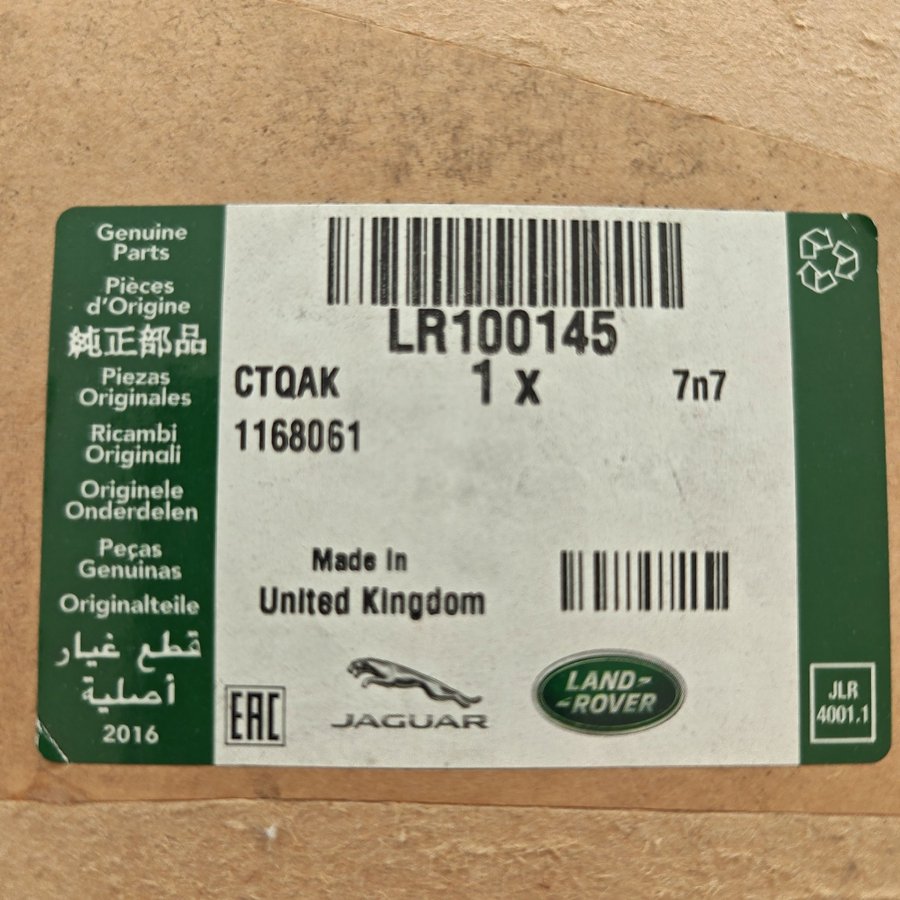 Genuine
Parts
Pièces
d'Origine
純正部品
Piezas
Originales
Ricambi
Originali
Originele
Onderdelen
Peças
Genuinas
Originalteile
قطع غيار
أصلية
2016
LR100145
CTQAK
1 x
7n7
1168061
Made In
United Kingdom
EAC
JAGUAR
LAND-
-ROVER
JLR
4001.1